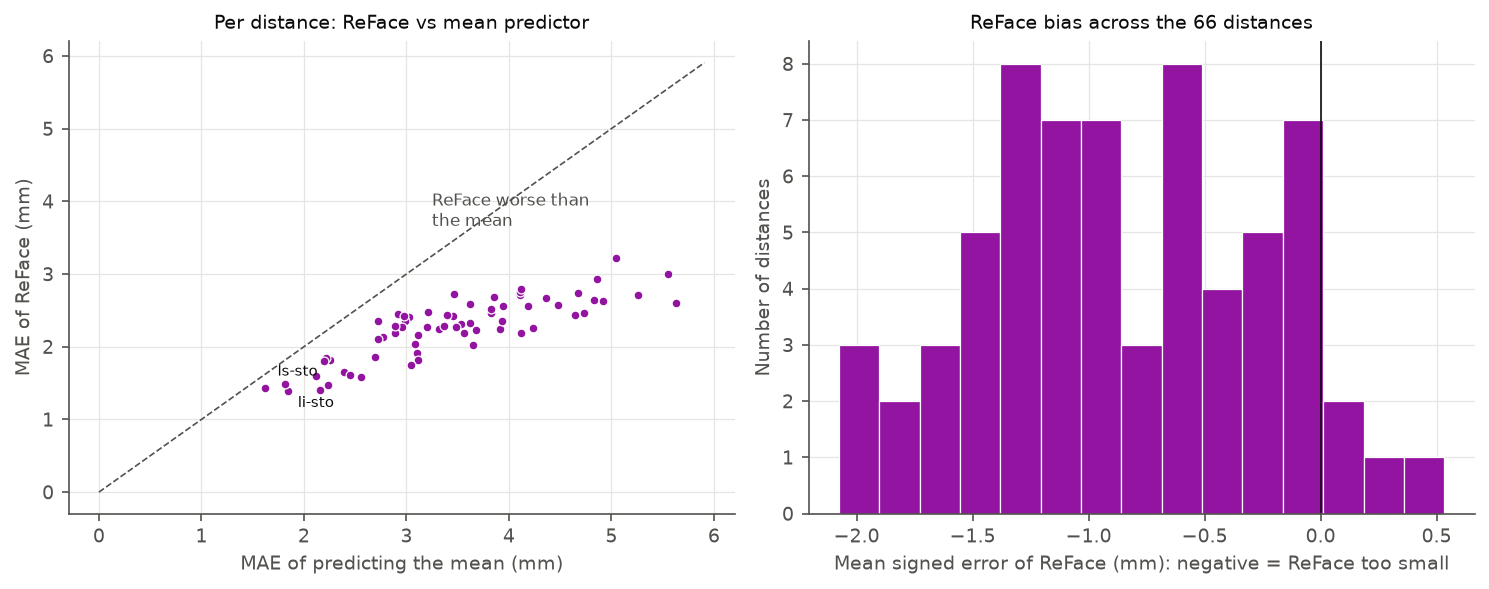 Per distance: ReFace vs mean predictor
MAE of ReFace (mm)
6
5
4
3
2
1
0
ReFace worse than
the mean
ls-sto
li-sto
0 1 2 3 4 5 6
MAE of predicting the mean (mm)
ReFace bias across the 66 distances
Number of distances
8
7
6
5
4
3
2
1
0
−2.0 −1.5 −1.0 −0.5 0.0 0.5
Mean signed error of ReFace (mm): negative = ReFace too small